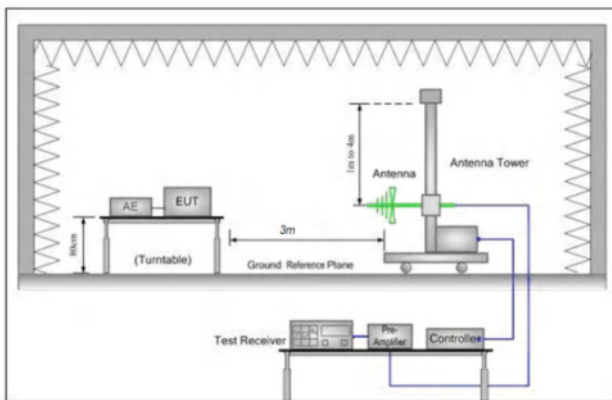 1m to 4m
Antenna
Antenna Tower
AE
EUT
80cm
(Turntable)
3m
Ground Reference Plane
Test Receiver
Pre-
Amplifier
Controller